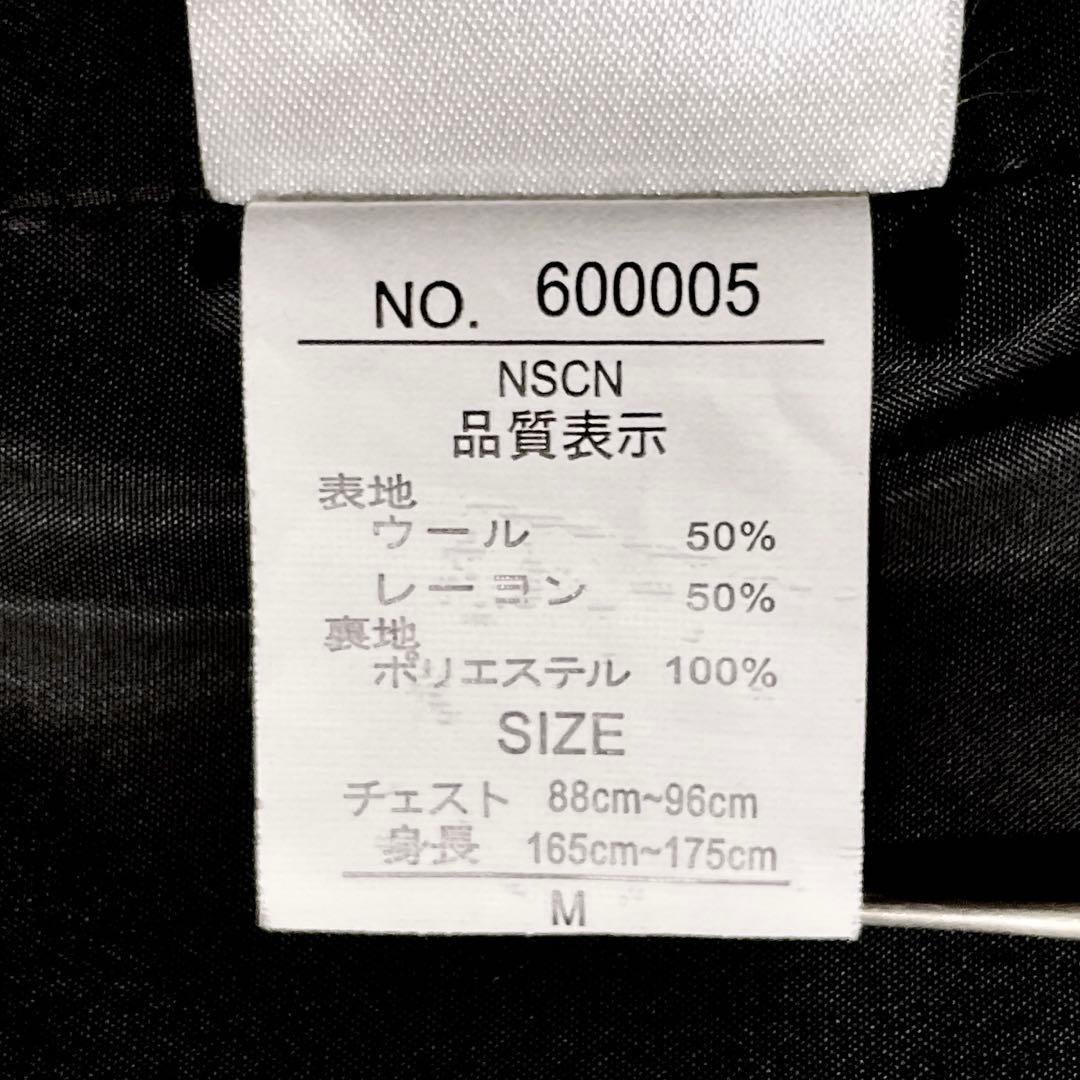 NO. 600005
NSCN
品質表示
表地
ウール 50%
レーヨン 50%
裏地
ポリエステル 100%
SIZE
チェスト 88cm~96cm
身長 165cm~175cm
M